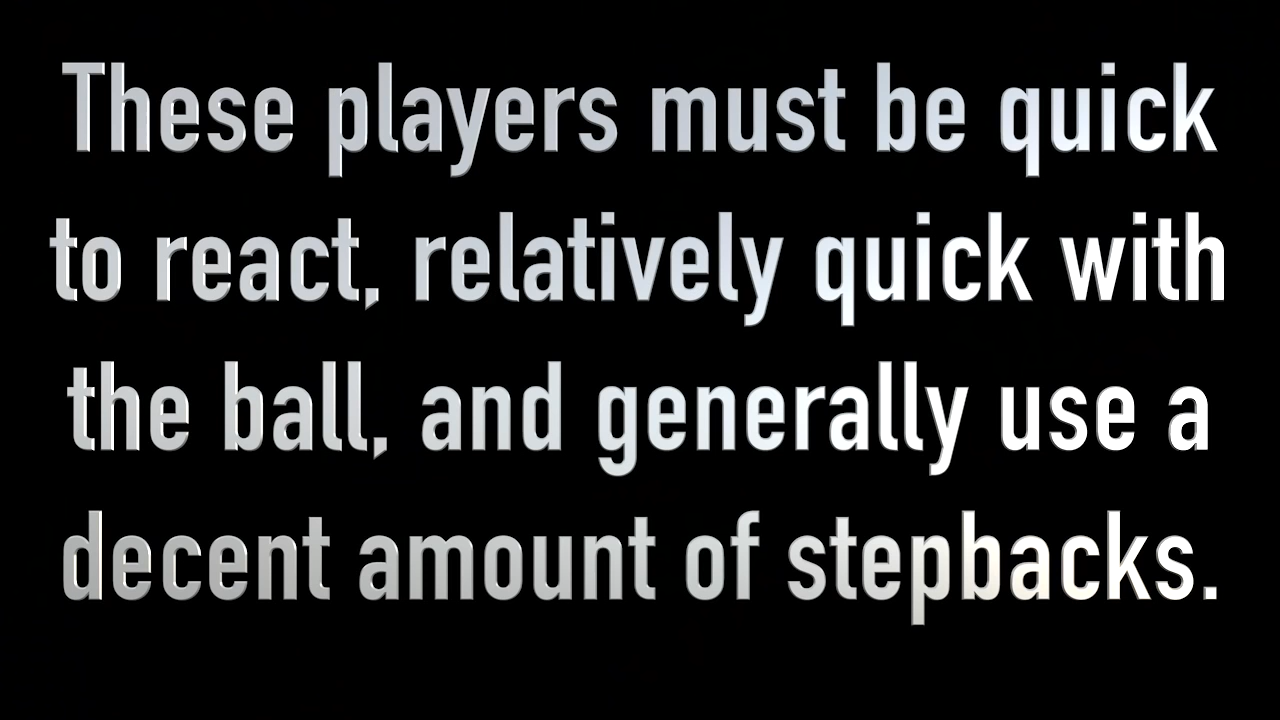 These players must be quick
to react, relatively quick with
the ball, and generally use a
decent amount of stepbacks.